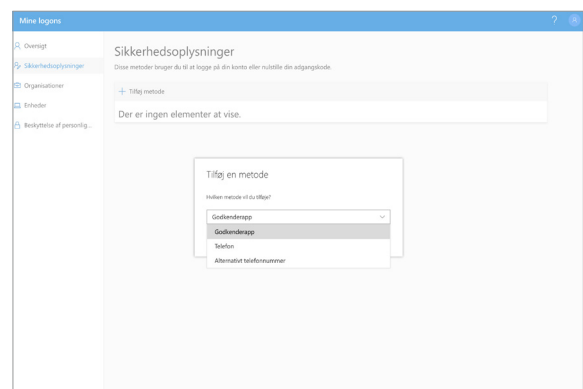 Mine logons
?
Oversigt
Sikkerhedsoplysninger
Organisationer
Enheder
Beskyttelse af personlig...
Sikkerhedsoplysninger
Disse metoder bruger du til at logge på din konto eller nulstille din adgangskode.
+ Tilføj metode
Der er ingen elementer at vise.
Tilføj en metode
Hvilken metode vil du tilføje?
Godkenderapp
Godkenderapp
Telefon
Alternativt telefonnummer